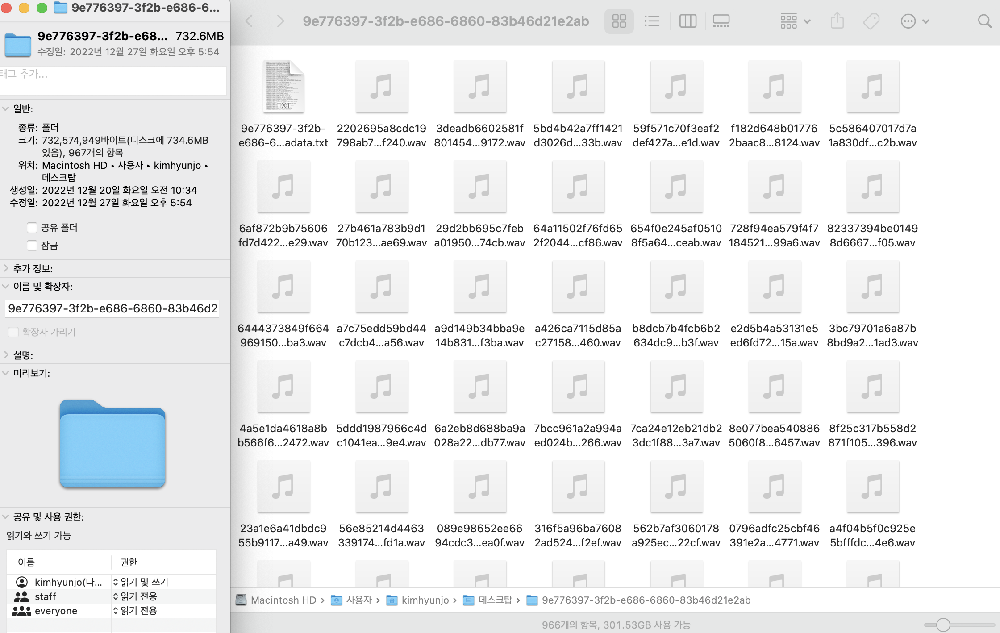 9e776397-3f2b-e686-6...
9e776397-3f2b-e68... 732.6MB
수정일: 2022년 12월 27일 화요일 오후 5:54
태그 추가...
일반:
종류: 폴더
크기: 732,574,949바이트(디스크에 734.6MB
있음), 967개의 항목
위치: Macintosh HD ▸ 사용자 ▸ kimhyunjo ▸
데스크탑
생성일: 2022년 12월 20일 화요일 오전 10:34
수정일: 2022년 12월 27일 화요일 오후 5:54
공유 폴더
잠금
추가 정보:
이름 및 확장자:
9e776397-3f2b-e686-6860-83b46d2
확장자 가리기
설명:
미리보기:
공유 및 사용 권한:
읽기와 쓰기 가능
이름 권한
kimhyunjo(나... 읽기 및 쓰기
staff 읽기 전용
everyone 읽기 전용
9e776397-3f2b-e686-6860-83b46d21e2ab
TXT
9e776397-3f2b- 2202695a8cdc19 3deadb6602581f 5bd4b42a7ff1421 59f571c70f3eaf2 f182d648b01776 5c586407017d7a
e686-6...adata.txt 798ab7...f240.wav 801454...9172.wav d3026d...33b.wav def427a...e1d.wav 2baac8...8124.wav 1a830df...c2b.wav
6af872b9b75606 27b461a783b9d1 29d2bb695c7feb 64a11502f76fd65 654f0e245af0510 728f94ea579f4f7 82337394be0149
fd7d422...e29.wav 70b123...ae69.wav a01950...74cb.wav 2f2044...cf86.wav 8f5a64...ceab.wav 184521...99a6.wav 8d6667...f05.wav
6444373849f664 a7c75edd59bd44 a9d149b34bba9e a426ca7115d85a b8dcb7b4fcb6b2 e2d5b4a53131e5 3bc79701a6a87b
969150...ba3.wav c7dcb4...a56.wav 14b831...f3ba.wav c27158...460.wav 634dc9...b3f.wav ed6fd72...15a.wav 8bd9a2...1ad3.wav
4a5e1da4618a8b 5ddd1987966c4d 6a2eb8d688ba9a 7bcc961a2a994a 7ca24e12eb21db2 8e077bea540886 8f25c317b558d2
b566f6...2472.wav c1041ea...9e4.wav 028a22...db77.wav ed024b...266.wav 3dc1f88...3a7.wav 5060f8...6457.wav 871f105...396.wav
23a1e6a41dbdc9 56e85214d4463 089e98652ee66 316f5a96ba7608 562b7af3060178 0796adfc25cbf46 a4f04b5f0c925e
55b9117...a49.wav 339174...fd1a.wav 94cdc3...ea0f.wav 2ad524...f2ef.wav a925ec...22cf.wav 391e2a...4771.wav 5bfffdc...4e6.wav
Macintosh HD › 사용자 › kimhyunjo › 데스크탑 › 9e776397-3f2b-e686-6860-83b46d21e2ab
966개의 항목, 301.53GB 사용 가능